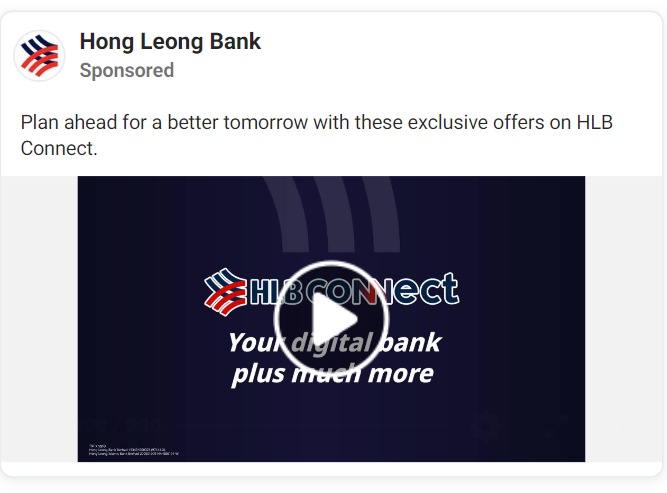 Hong Leong Bank
Sponsored
Plan ahead for a better tomorrow with these exclusive offers on HLB
Connect.
HLB CONNect
Your digital bank
plus much more